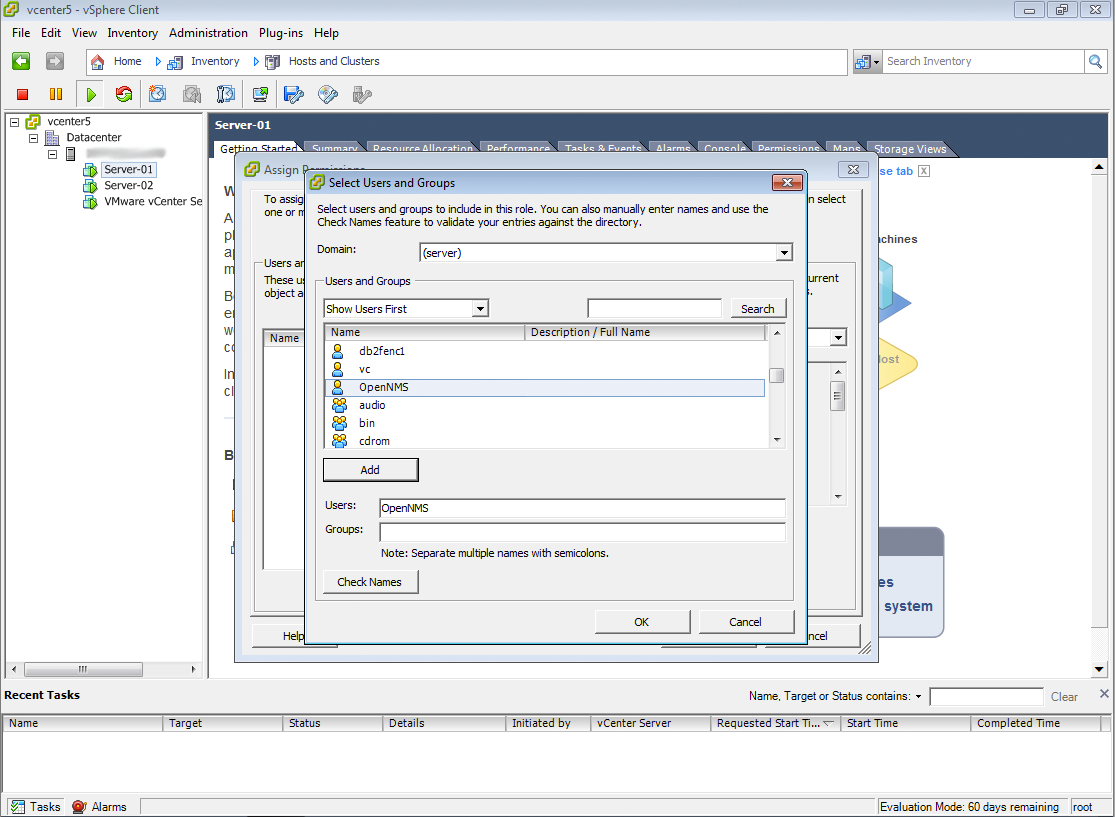 vcenter5 - vSphere Client
File Edit View Inventory Administration Plug-ins Help
Home Inventory Hosts and Clusters
Search Inventory
vcenter5
Datacenter
Server-01
Server-02
VMware vCenter Se
Server-01
Getting Started Summary Resource Allocation Performance Tasks & Events Alarms Console Permissions Maps Storage Views
se tab
Assign Permissions
To assig
one or m
n select
Users ar
These us
object a
urrent
s.
Name
Help
ncel
achines
ost
es
system
Select Users and Groups
Select users and groups to include in this role. You can also manually enter names and use the
Check Names feature to validate your entries against the directory.
Domain: (server)
Users and Groups
Show Users First
Search
Name Description / Full Name
db2fenc1
vc
OpenNMS
audio
bin
cdrom
Add
Users: OpenNMS
Groups:
Note: Separate multiple names with semicolons.
Check Names
OK Cancel
Recent Tasks
Name, Target or Status contains:
Clear
Name Target Status Details Initiated by vCenter Server Requested Start Ti... Start Time Completed Time
Tasks Alarms
Evaluation Mode: 60 days remaining
root